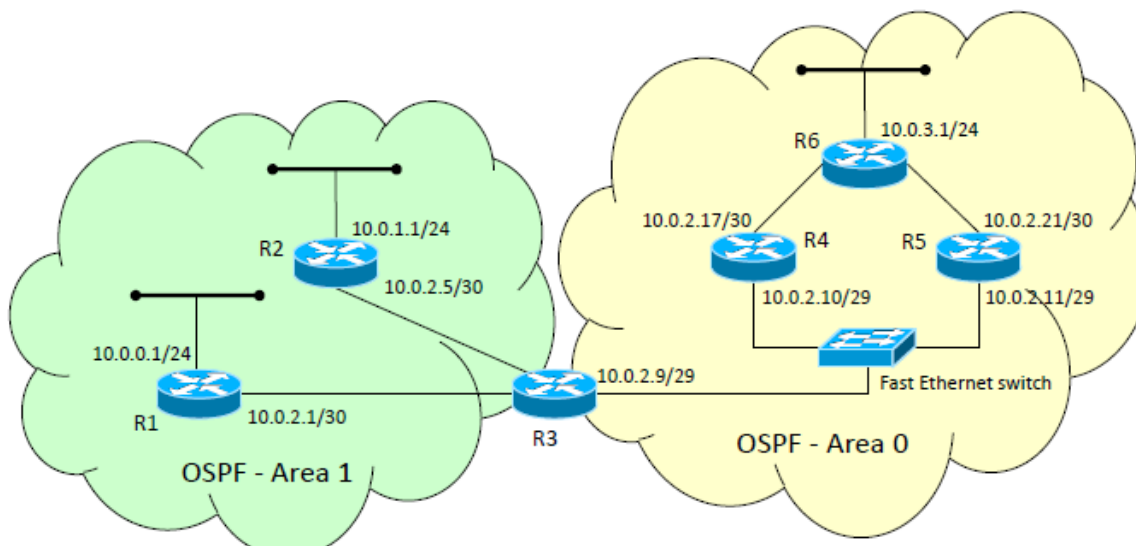 10.0.3.1/24
R6
10.0.2.17/30
10.0.2.21/30
R4
R5
10.0.1.1/24
R2
10.0.2.5/30
10.0.2.10/29
10.0.2.11/29
10.0.0.1/24
10.0.2.9/29
Fast Ethernet switch
R1
10.0.2.1/30
R3
OSPF - Area 1
OSPF - Area 0